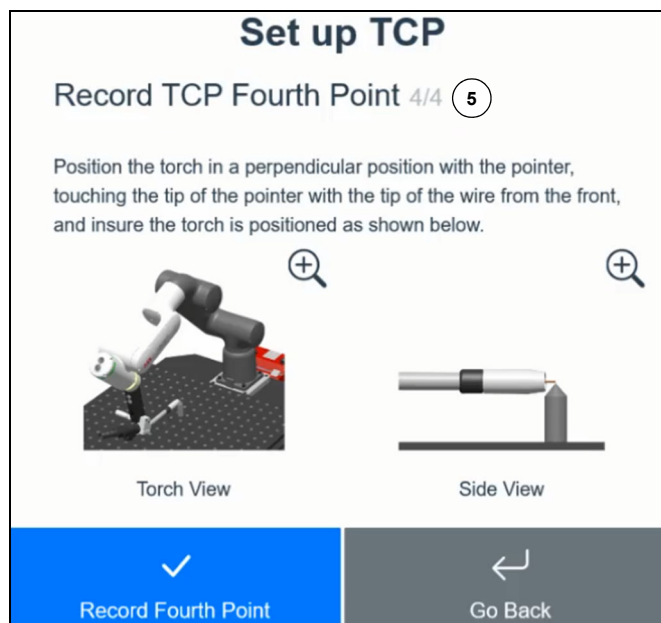 Set up TCP
Record TCP Fourth Point 4/4 5
Position the torch in a perpendicular position with the pointer,
touching the tip of the pointer with the tip of the wire from the front,
and insure the torch is positioned as shown below.
Torch View Side View
Record Fourth Point Go Back